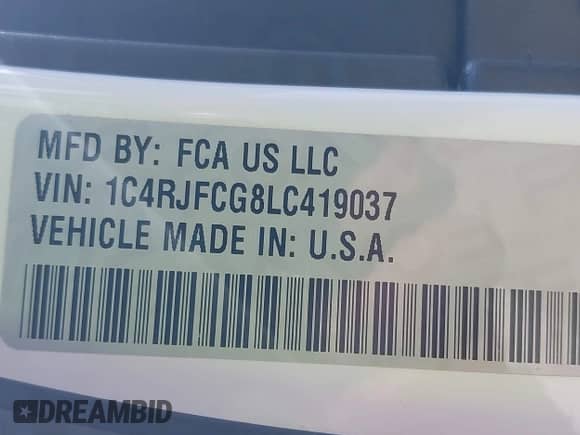 MFD BY: FCA US LLC
VIN: 1C4RJFCG8LC419037
VEHICLE MADE IN: U.S.A.
DREAMBID